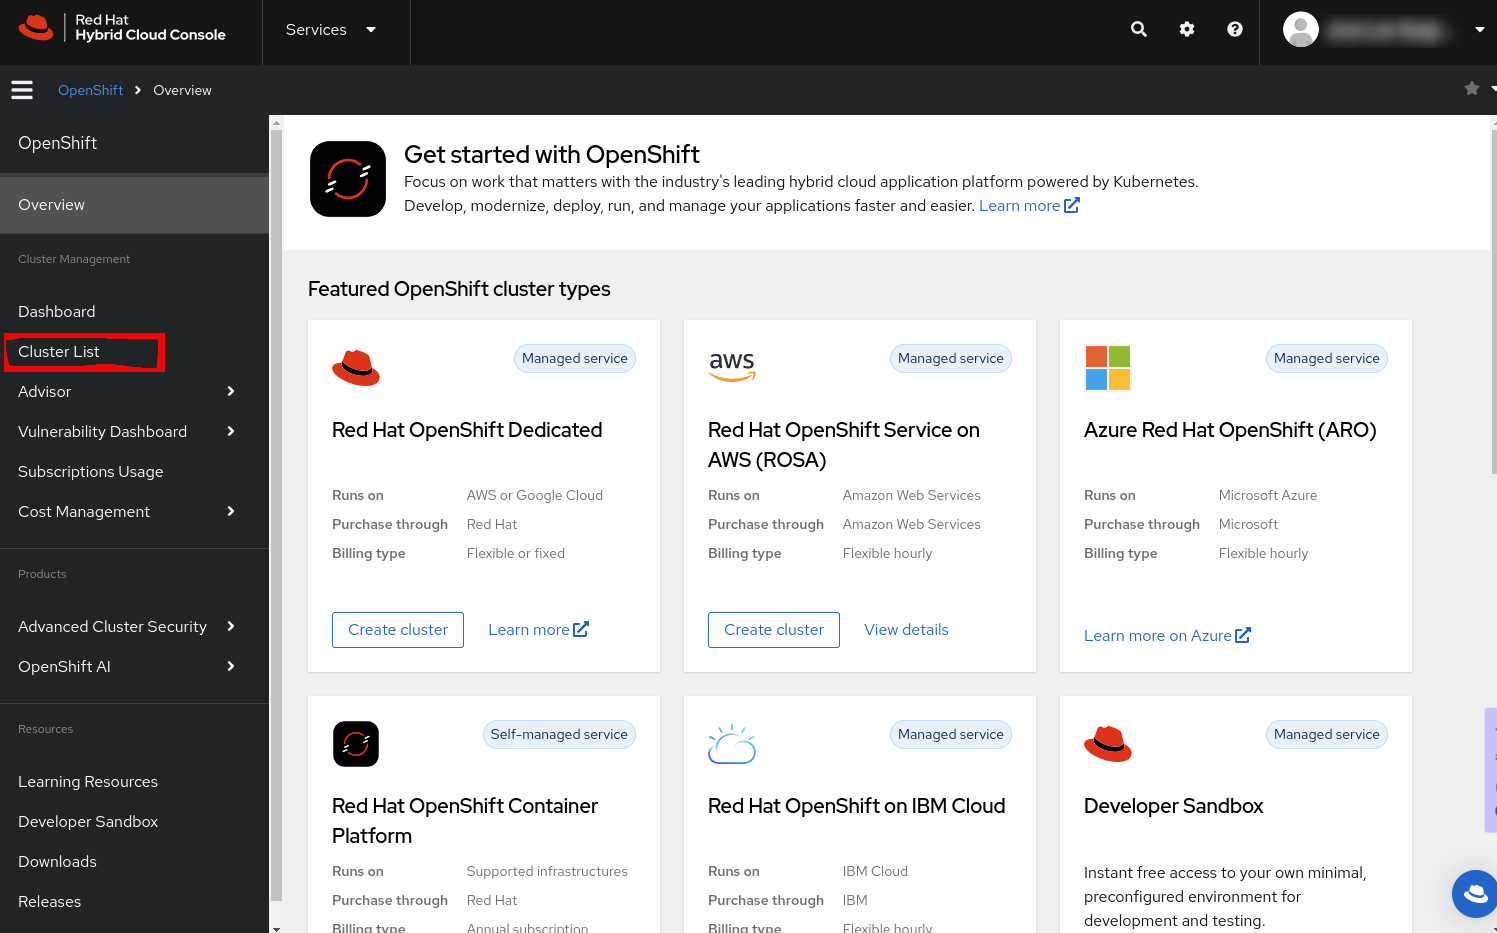 Red Hat
Hybrid Cloud Console
Services
OpenShift
Overview
OpenShift
Overview
Cluster Management
Dashboard
Cluster List
Advisor
Vulnerability Dashboard
Subscriptions Usage
Cost Management
Products
Advanced Cluster Security
OpenShift AI
Resources
Learning Resources
Developer Sandbox
Downloads
Releases
Get started with OpenShift
Focus on work that matters with the industry's leading hybrid cloud application platform powered by Kubernetes.
Develop, modernize, deploy, run, and manage your applications faster and easier. Learn more
Featured OpenShift cluster types
Managed service
Red Hat OpenShift Dedicated
Runs on AWS or Google Cloud
Purchase through Red Hat
Billing type Flexible or fixed
Create cluster Learn more
aws
Managed service
Red Hat OpenShift Service on
AWS (ROSA)
Runs on Amazon Web Services
Purchase through Amazon Web Services
Billing type Flexible hourly
Create cluster View details
Managed service
Azure Red Hat OpenShift (ARO)
Runs on Microsoft Azure
Purchase through Microsoft
Billing type Flexible hourly
Learn more on Azure
Self-managed service
Red Hat OpenShift Container
Platform
Runs on Supported infrastructures
Purchase through Red Hat
Billing type Annual subscription
Managed service
Red Hat OpenShift on IBM Cloud
Runs on IBM Cloud
Purchase through IBM
Billing type Flexible hourly
Managed service
Developer Sandbox
Instant free access to your own minimal,
preconfigured environment for
development and testing.